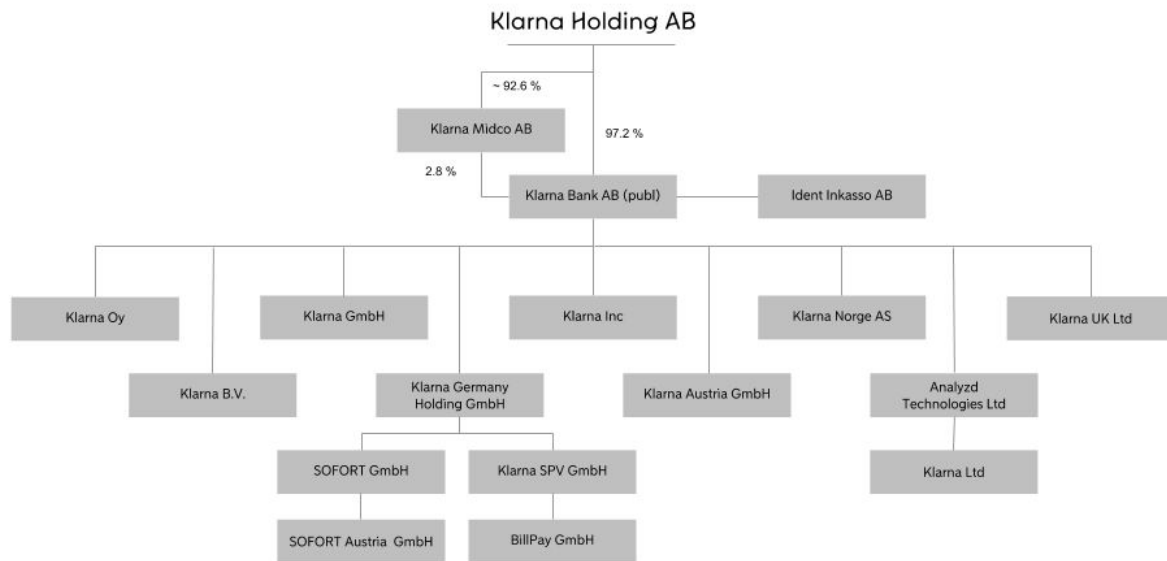 Klarna Holding AB
~ 92.6 %
Klarna Midco AB
97.2 %
2.8 %
Klarna Bank AB (publ)
Ident Inkasso AB
Klarna Oy
Klarna GmbH
Klarna Inc
Klarna Norge AS
Klarna UK Ltd
Klarna B.V.
Klarna Germany
Holding GmbH
Klarna Austria GmbH
Analyzd
Technologies Ltd
SOFORT GmbH
Klarna SPV GmbH
Klarna Ltd
SOFORT Austria GmbH
BillPay GmbH